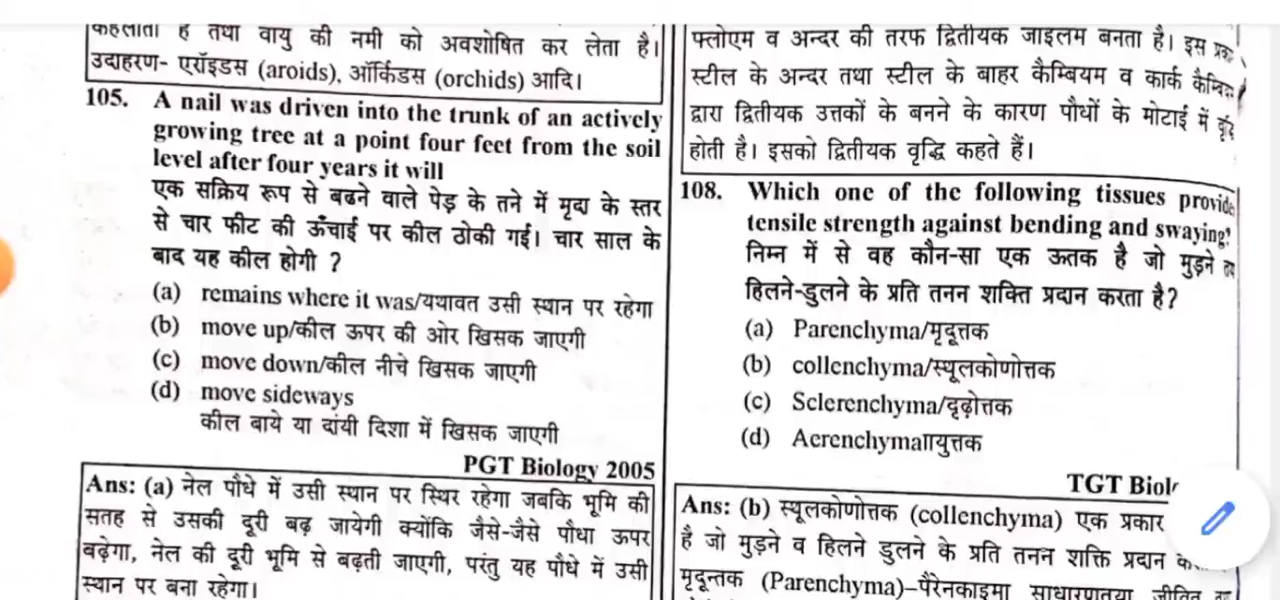 कहलाता है तथा वायु की नमी को अवशोषित कर लेता है।
उदाहरण- एरॉइडस (aroids), ऑर्किडस (orchids) आदि।
105. A nail was driven into the trunk of an actively
growing tree at a point four feet from the soil
level after four years it will
एक सक्रिय रूप से बढने वाले पेड़ के तने में मृदा के स्तर
से चार फीट की ऊँचाई पर कील ठोकी गई। चार साल के
बाद यह कील होगी ?
(a) remains where it was/यथावत उसी स्थान पर रहेगा
(b) move up/कील ऊपर की ओर खिसक जाएगी
(c) move down/कील नीचे खिसक जाएगी
(d) move sideways
कील बाये या दांयी दिशा में खिसक जाएगी
PGT Biology 2005
Ans: (a) नेल पौधे में उसी स्थान पर स्थिर रहेगा जबकि भूमि की
सतह से उसकी दूरी बढ़ जायेगी क्योंकि जैसे-जैसे पौधा ऊपर
बढ़ेगा, नेल की दूरी भूमि से बढ़ती जाएगी, परंतु यह पौधे में उसी
स्थान पर बना रहेगा।
फ्लोएम व अन्दर की तरफ द्वितीयक जाइलम बनता है। इस
स्टील के अन्दर तथा स्टील के बाहर कैम्बियम व कार्क
द्वारा द्वितीयक उत्तकों के बनने के कारण पौधों के मोटाई में वृद्धि
होती है। इसको द्वितीयक वृद्धि कहते हैं।
108. Which one of the following tissues provide
tensile strength against bending and swaying?
निम्न में से वह कौन-सा एक ऊतक है जो मुड़ने
हिलने-डुलने के प्रति तनन शक्ति प्रदान करता है?
(a) Parenchyma/मृदूत्तक
(b) collenchyma/स्थूलकोणोत्तक
(c) Sclerenchyma/दृढ़ोत्तक
(d) Aerenchyma
TGT
Ans: (b) स्थूलकोणोत्तक (collenchyma) एक प्रकार
है जो मुड़ने व हिलने डुलने के प्रति तनन शक्ति प्रदान
मृदून्तक (Parenchyma)–पैरेनकाइमा साधारणतया जीवित